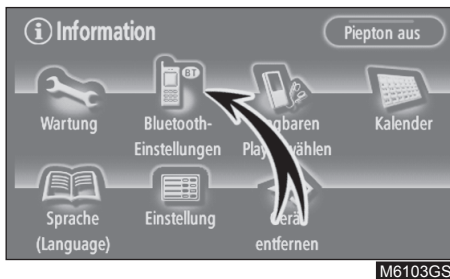 i Information
Piepton aus
BT
Wartung
Bluetooth-
Einstellungen
Kalender
Sprache
(Language)
Einstellung
entfernen
M6103GS